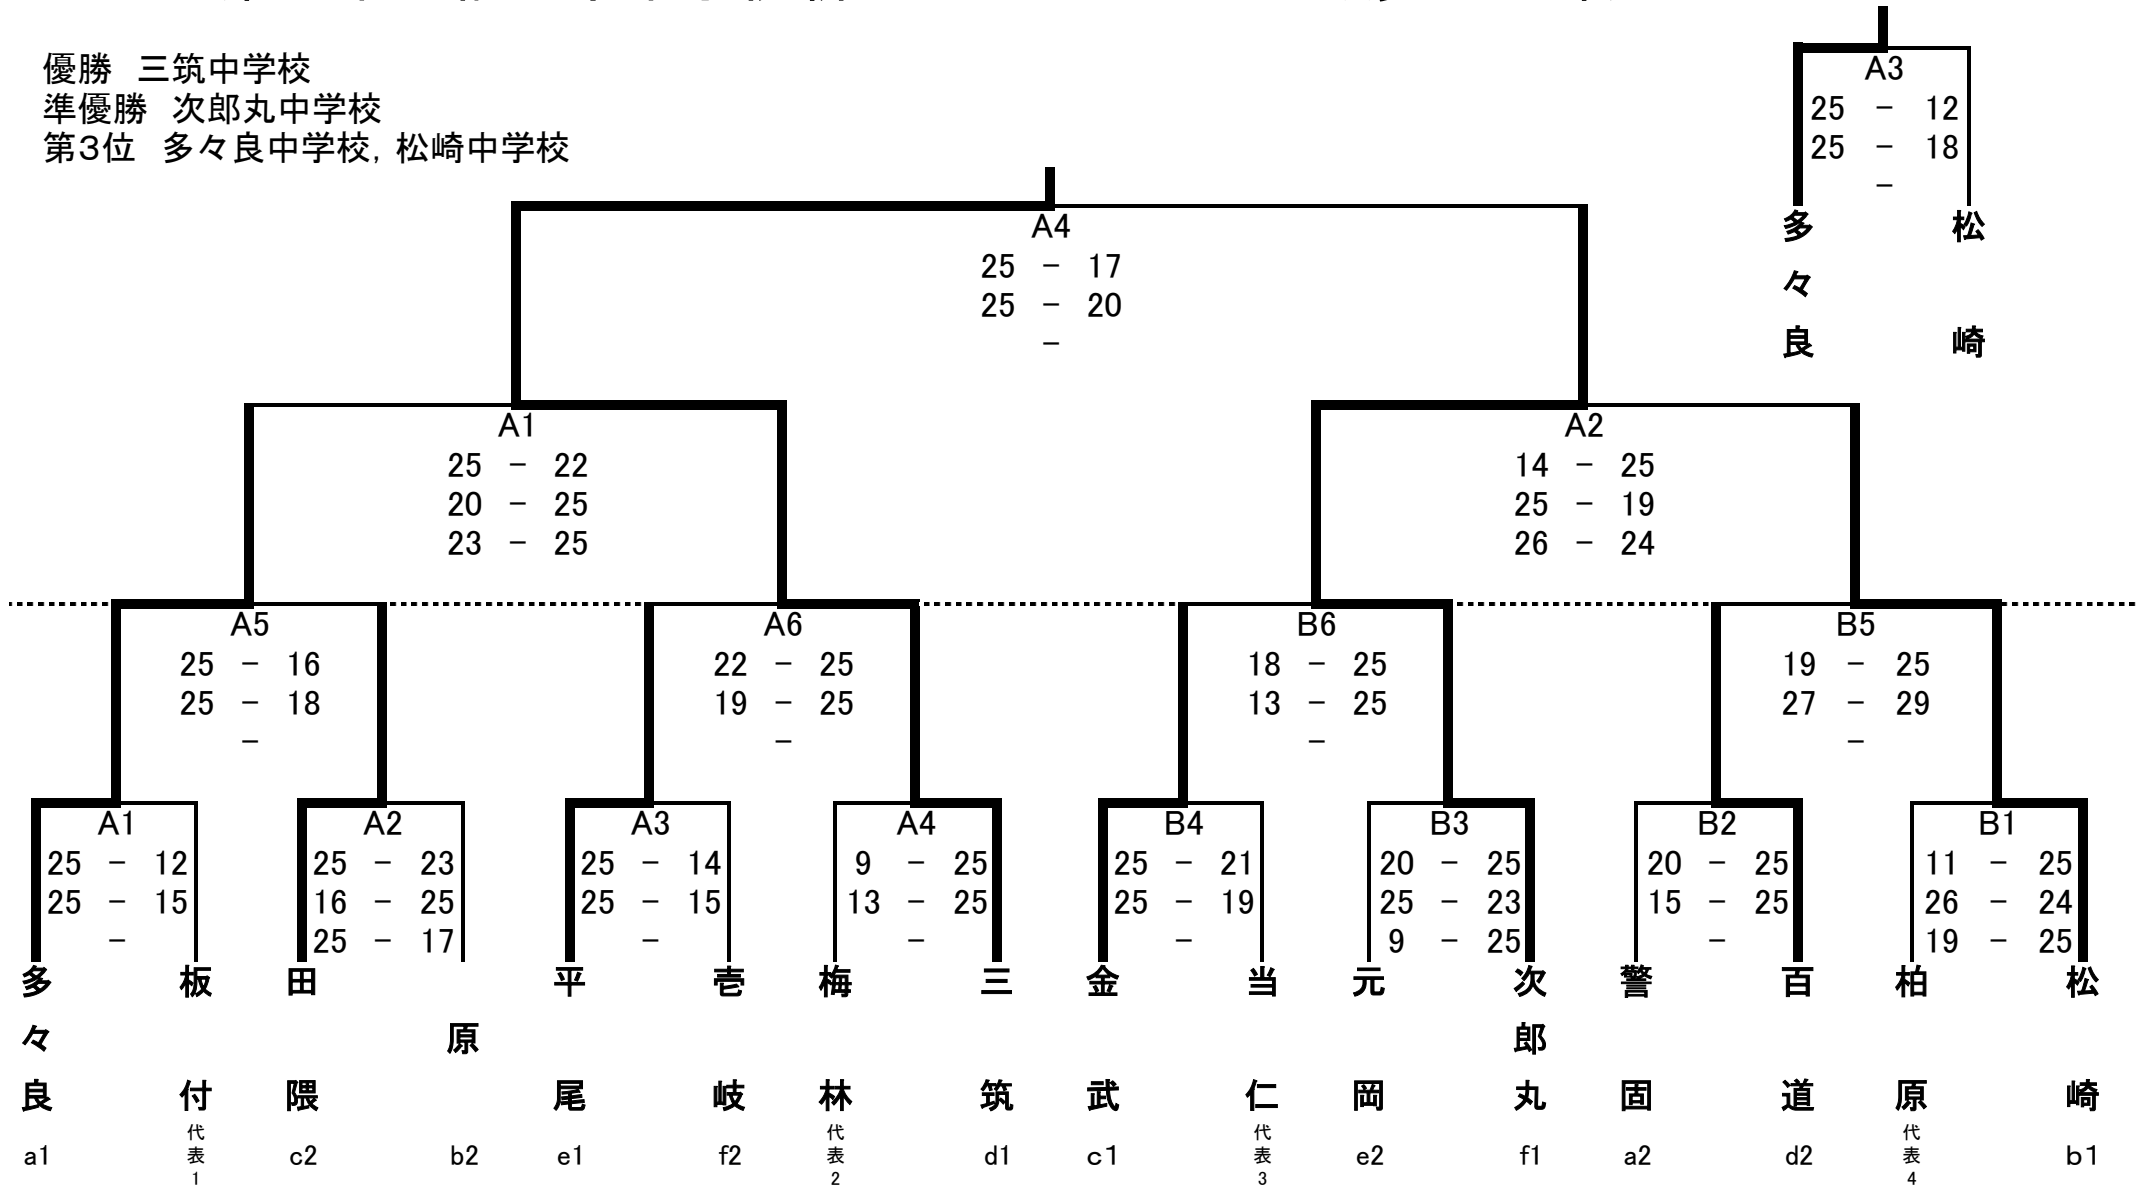 優勝　三筑中学校
準優勝　次郎丸中学校
第3位　多々良中学校, 松崎中学校
A3
25 － 12
25 － 18
－
多々良 松崎
A4
25 － 17
25 － 20
－
A1 A2
25 － 22 14 － 25
20 － 25 25 － 19
23 － 25 26 － 24
A5 A6 B6 B5
25 － 16 22 － 25 18 － 25 19 － 25
25 － 18 19 － 25 13 － 25 27 － 29
－ － － －
A1 A2 A3 A4 B4 B3 B2 B1
25 － 12 25 － 23 25 － 14 9 － 25 25 － 21 20 － 25 20 － 25 11 － 25
25 － 15 16 － 25 25 － 15 13 － 25 25 － 19 25 － 23 15 － 25 26 － 24
－ 25 － 17 － － － 9 － 25 － 19 － 25
多々良 板付 田隈 原 平尾 壱岐 梅林 三筑 金武 当仁 元岡 次郎丸 警固 百道 柏原 松崎
a1 代表1 c2 b2 e1 f2 代表2 d1 c1 代表3 e2 f1 a2 d2 代表4 b1